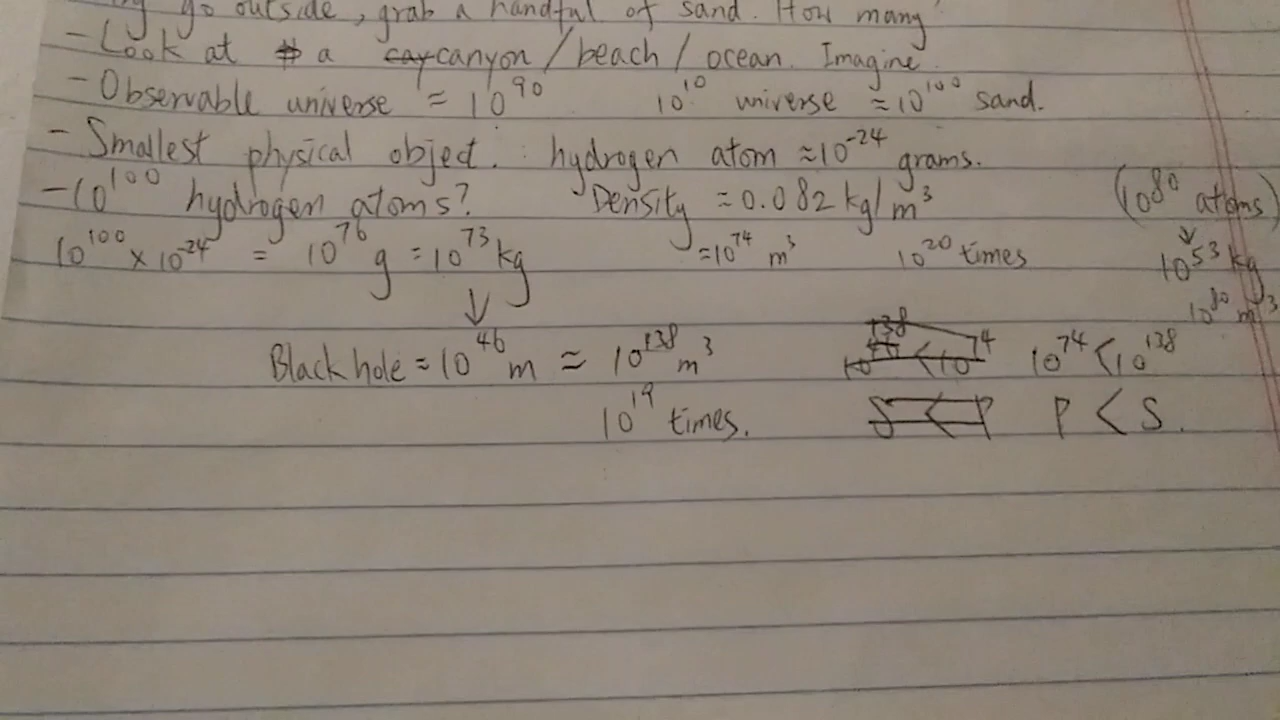 go outside, grab a handful of sand. How many
- Look at a canyon / beach / ocean. Imagine
- Observable universe ≈ 10^90 10^10 universe ≈ 10^100 sand.
- Smallest physical object. : hydrogen atom ≈ 10^-24 grams.
- 10^100 hydrogen atoms? Density = 0.082 kg/m^3 (10^80 atoms)
10^100 × 10^-24 = 10^76 g = 10^73 kg = 10^74 m^3 10^20 times ↓ 10^53 kg
↓ 10^80 m^3
Black hole = 10^46 m ≈ 10^138 m^3 10^74 < 10^138
10^19 times. S < P P < S.